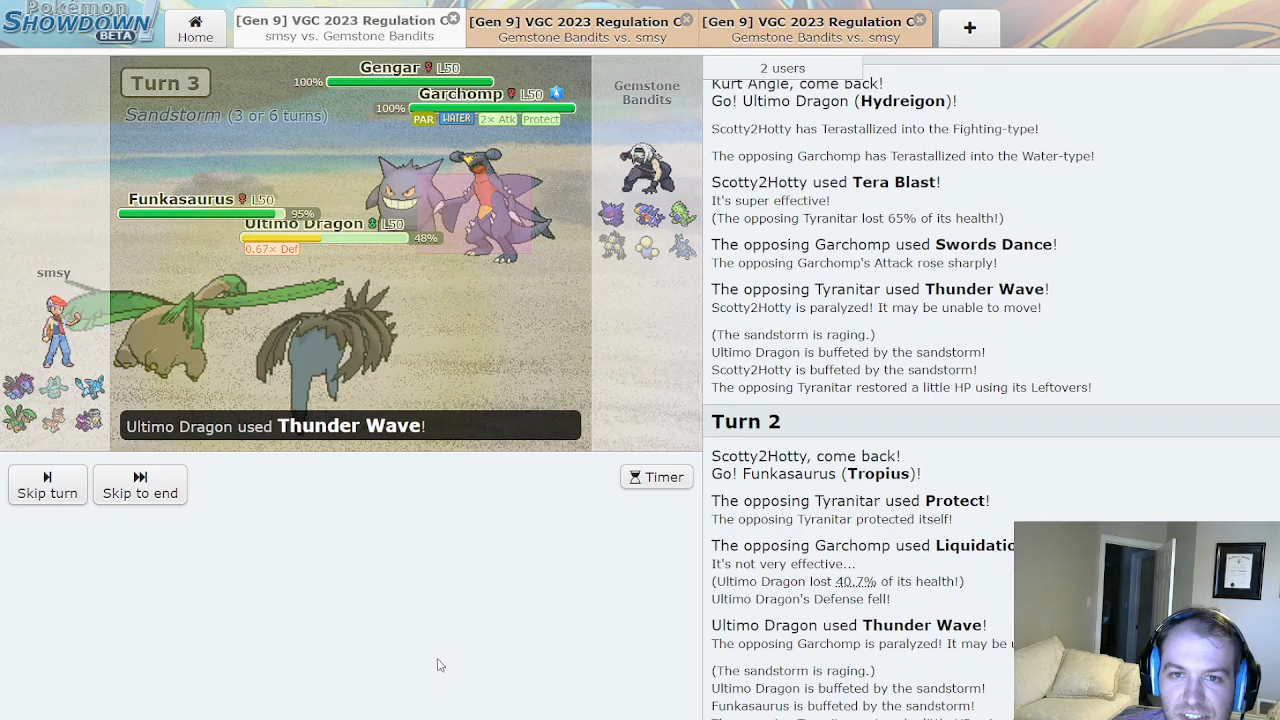 Pokémon
SHOWDOWN
BETA
Home
[Gen 9] VGC 2023 Regulation C
smsy vs. Gemstone Bandits
[Gen 9] VGC 2023 Regulation C
Gemstone Bandits vs. smsy
[Gen 9] VGC 2023 Regulation C
Gemstone Bandits vs. smsy
+
Turn 3
Sandstorm (3 or 6 turns)
Gengar L50
100%
Garchomp L50
100%
PAR WATER 2× Atk Protect
Gemstone
Bandits
Funkasaurus L50
95%
Ultimo Dragon L50
48%
0.67× Def
smsy
Ultimo Dragon used Thunder Wave!
Skip turn
Skip to end
Timer
2 users
Kurt Angle, come back!
Go! Ultimo Dragon (Hydreigon)!
Scotty2Hotty has Terastallized into the Fighting-type!
The opposing Garchomp has Terastallized into the Water-type!
Scotty2Hotty used Tera Blast!
It's super effective!
(The opposing Tyranitar lost 65% of its health!)
The opposing Garchomp used Swords Dance!
The opposing Garchomp's Attack rose sharply!
The opposing Tyranitar used Thunder Wave!
Scotty2Hotty is paralyzed! It may be unable to move!
(The sandstorm is raging.)
Ultimo Dragon is buffeted by the sandstorm!
Scotty2Hotty is buffeted by the sandstorm!
The opposing Tyranitar restored a little HP using its Leftovers!
Turn 2
Scotty2Hotty, come back!
Go! Funkasaurus (Tropius)!
The opposing Tyranitar used Protect!
The opposing Tyranitar protected itself!
The opposing Garchomp used Liquidatio
It's not very effective...
(Ultimo Dragon lost 40.7% of its health!)
Ultimo Dragon's Defense fell!
Ultimo Dragon used Thunder Wave!
The opposing Garchomp is paralyzed! It may be
(The sandstorm is raging.)
Ultimo Dragon is buffeted by the sandstorm!
Funkasaurus is buffeted by the sandstorm!